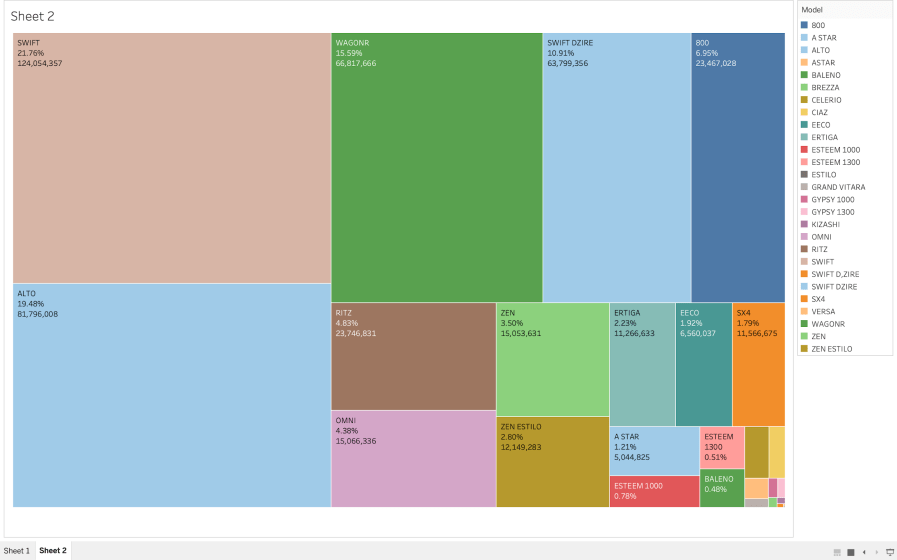 Sheet 2
SWIFT
21.76%
124,054,357
WAGONR
15.59%
66,817,666
SWIFT DZIRE
10.91%
63,799,356
800
6.95%
23,467,028
ALTO
19.48%
81,796,008
RITZ
4.83%
23,746,831
ZEN
3.50%
15,053,631
ERTIGA
2.23%
11,266,633
EECO
1.92%
6,560,037
SX4
1.79%
11,566,675
OMNI
4.38%
15,066,336
ZEN ESTILO
2.80%
12,149,283
A STAR
1.21%
5,044,825
ESTEEM
1300
0.51%
ESTEEM 1000
0.78%
BALENO
0.48%
Model
800
A STAR
ALTO
ASTAR
BALENO
BREZZA
CELERIO
CIAZ
EECO
ERTIGA
ESTEEM 1000
ESTEEM 1300
ESTILO
GRAND VITARA
GYPSY 1000
GYPSY 1300
KIZASHI
OMNI
RITZ
SWIFT
SWIFT D,ZIRE
SWIFT DZIRE
SX4
VERSA
WAGONR
ZEN
ZEN ESTILO
Sheet 1
Sheet 2